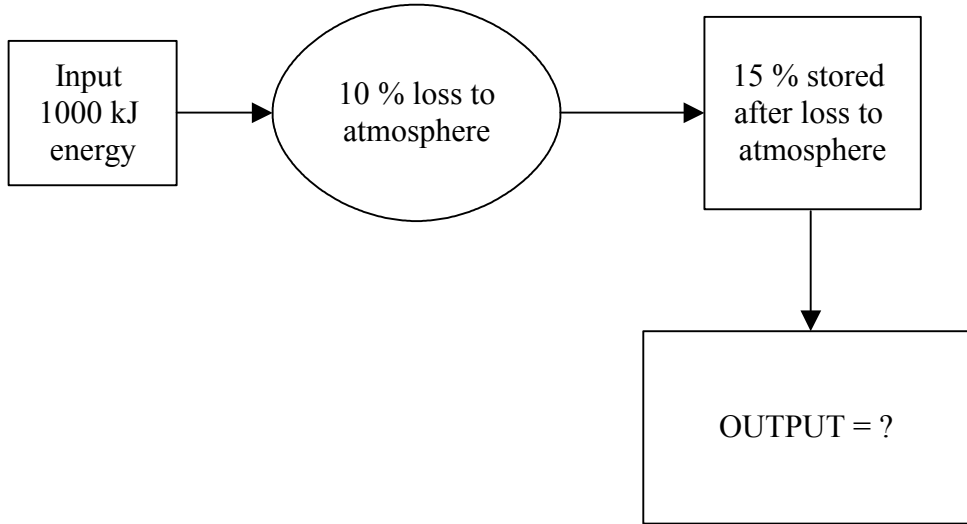 Input
1000 kJ
energy
10 % loss to
atmosphere
15 % stored
after loss to
atmosphere
OUTPUT = ?